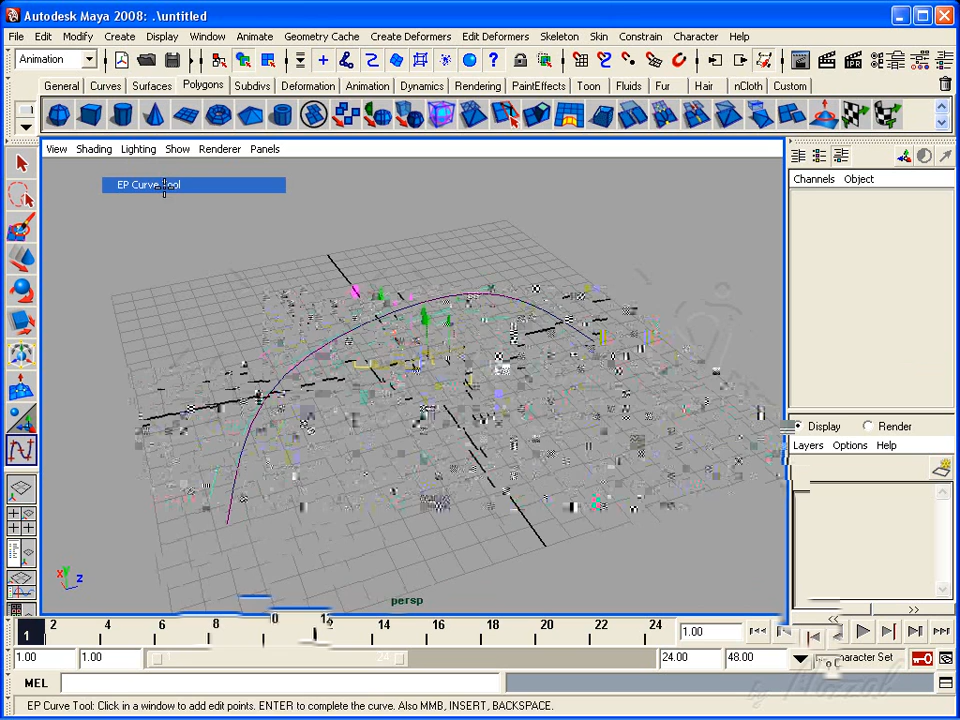 Autodesk Maya 2008: .\untitled
File Edit Modify Create Display Window Animate Geometry Cache Create Deformers Edit Deformers Skeleton Skin Constrain Character Help
Animation
General Curves Surfaces Polygons Subdivs Deformation Animation Dynamics Rendering PaintEffects Toon Fluids Fur Hair nCloth Custom
View Shading Lighting Show Renderer Panels
Channels Object
EP Curve Tool
Display Render
Layers Options Help
x y z
persp
1 2 4 6 8 14 16 18 20 22 24 1.00
1.00 1.00 24.00 48.00
MEL
EP Curve Tool: Click in a window to add edit points. ENTER to complete the curve. Also MMB, INSERT, BACKSPACE.